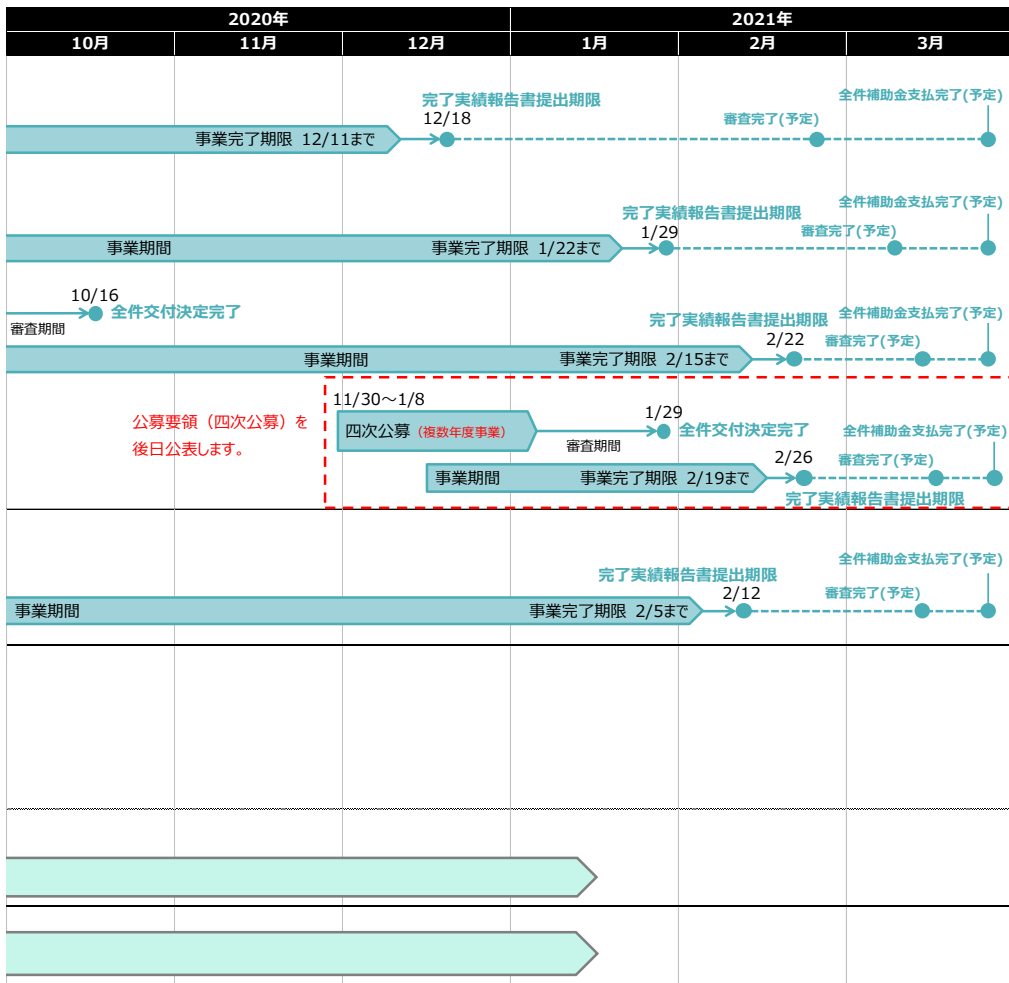 2020年
2021年
10月
11月
12月
1月
2月
3月
完了実績報告書提出期限
12/18
審査完了(予定)
全件補助金支払完了(予定)
事業完了期限 12/11まで
完了実績報告書提出期限
1/29
審査完了(予定)
全件補助金支払完了(予定)
事業期間
事業完了期限 1/22まで
10/16
全件交付決定完了
審査期間
完了実績報告書提出期限
2/22
審査完了(予定)
全件補助金支払完了(予定)
事業期間
事業完了期限 2/15まで
公募要領（四次公募）を
後日公表します。
11/30～1/8
四次公募（複数年度事業）
審査期間
1/29
全件交付決定完了
全件補助金支払完了(予定)
事業期間
事業完了期限 2/19まで
2/26
審査完了(予定)
完了実績報告書提出期限
完了実績報告書提出期限
2/12
審査完了(予定)
全件補助金支払完了(予定)
事業期間
事業完了期限 2/5まで